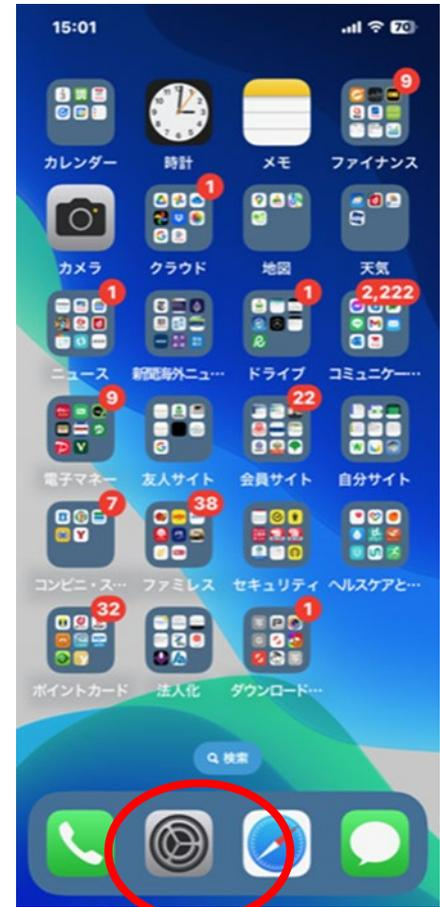 15:01 70
9
カレンダー 時計 メモ ファイナンス
1
カメラ クラウド 地図 天気
1 1 2,222
ニュース 新聞海外ニュ… ドライブ コミュニケー…
9 22
電子マネー 友人サイト 会員サイト 自分サイト
7 38
コンビニ・ス… ファミレス セキュリティ ヘルスケアと…
32 1
ポイントカード 法人化 ダウンロード…
検索